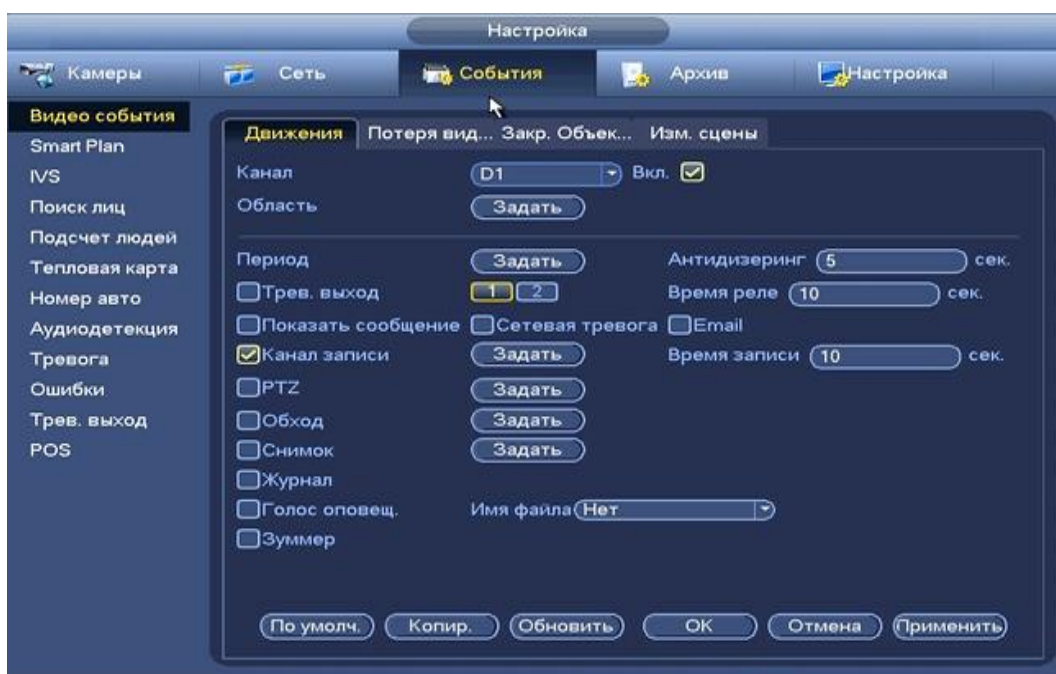 Настройка
Камеры Сеть События Архив Настройка
Видео события
Smart Plan
IVS
Поиск лиц
Подсчет людей
Тепловая карта
Номер авто
Аудиодетекция
Тревога
Ошибки
Трев. выход
POS
Движения Потеря вид... Закр. Объек... Изм. сцены
Канал D1 Вкл.
Область Задать
Период Задать Антидизеринг 5 сек.
Трев. выход 1 2 Время реле 10 сек.
Показать сообщение Сетевая тревога Email
Канал записи Задать Время записи 10 сек.
PTZ Задать
Обход Задать
Снимок Задать
Журнал
Голос оповещ. Имя файла Нет
Зуммер
По умолч. Копир. Обновить OK Отмена Применить